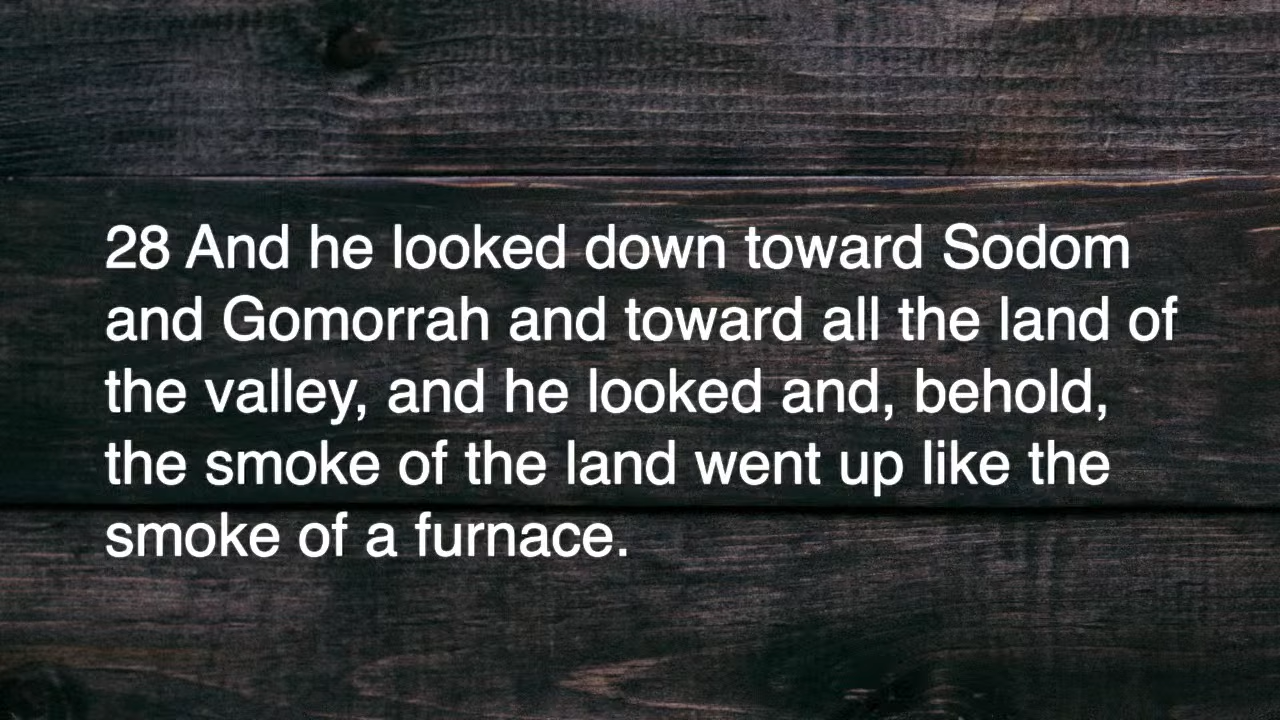 28 And he looked down toward Sodom
and Gomorrah and toward all the land of
the valley, and he looked and, behold,
the smoke of the land went up like the
smoke of a furnace.